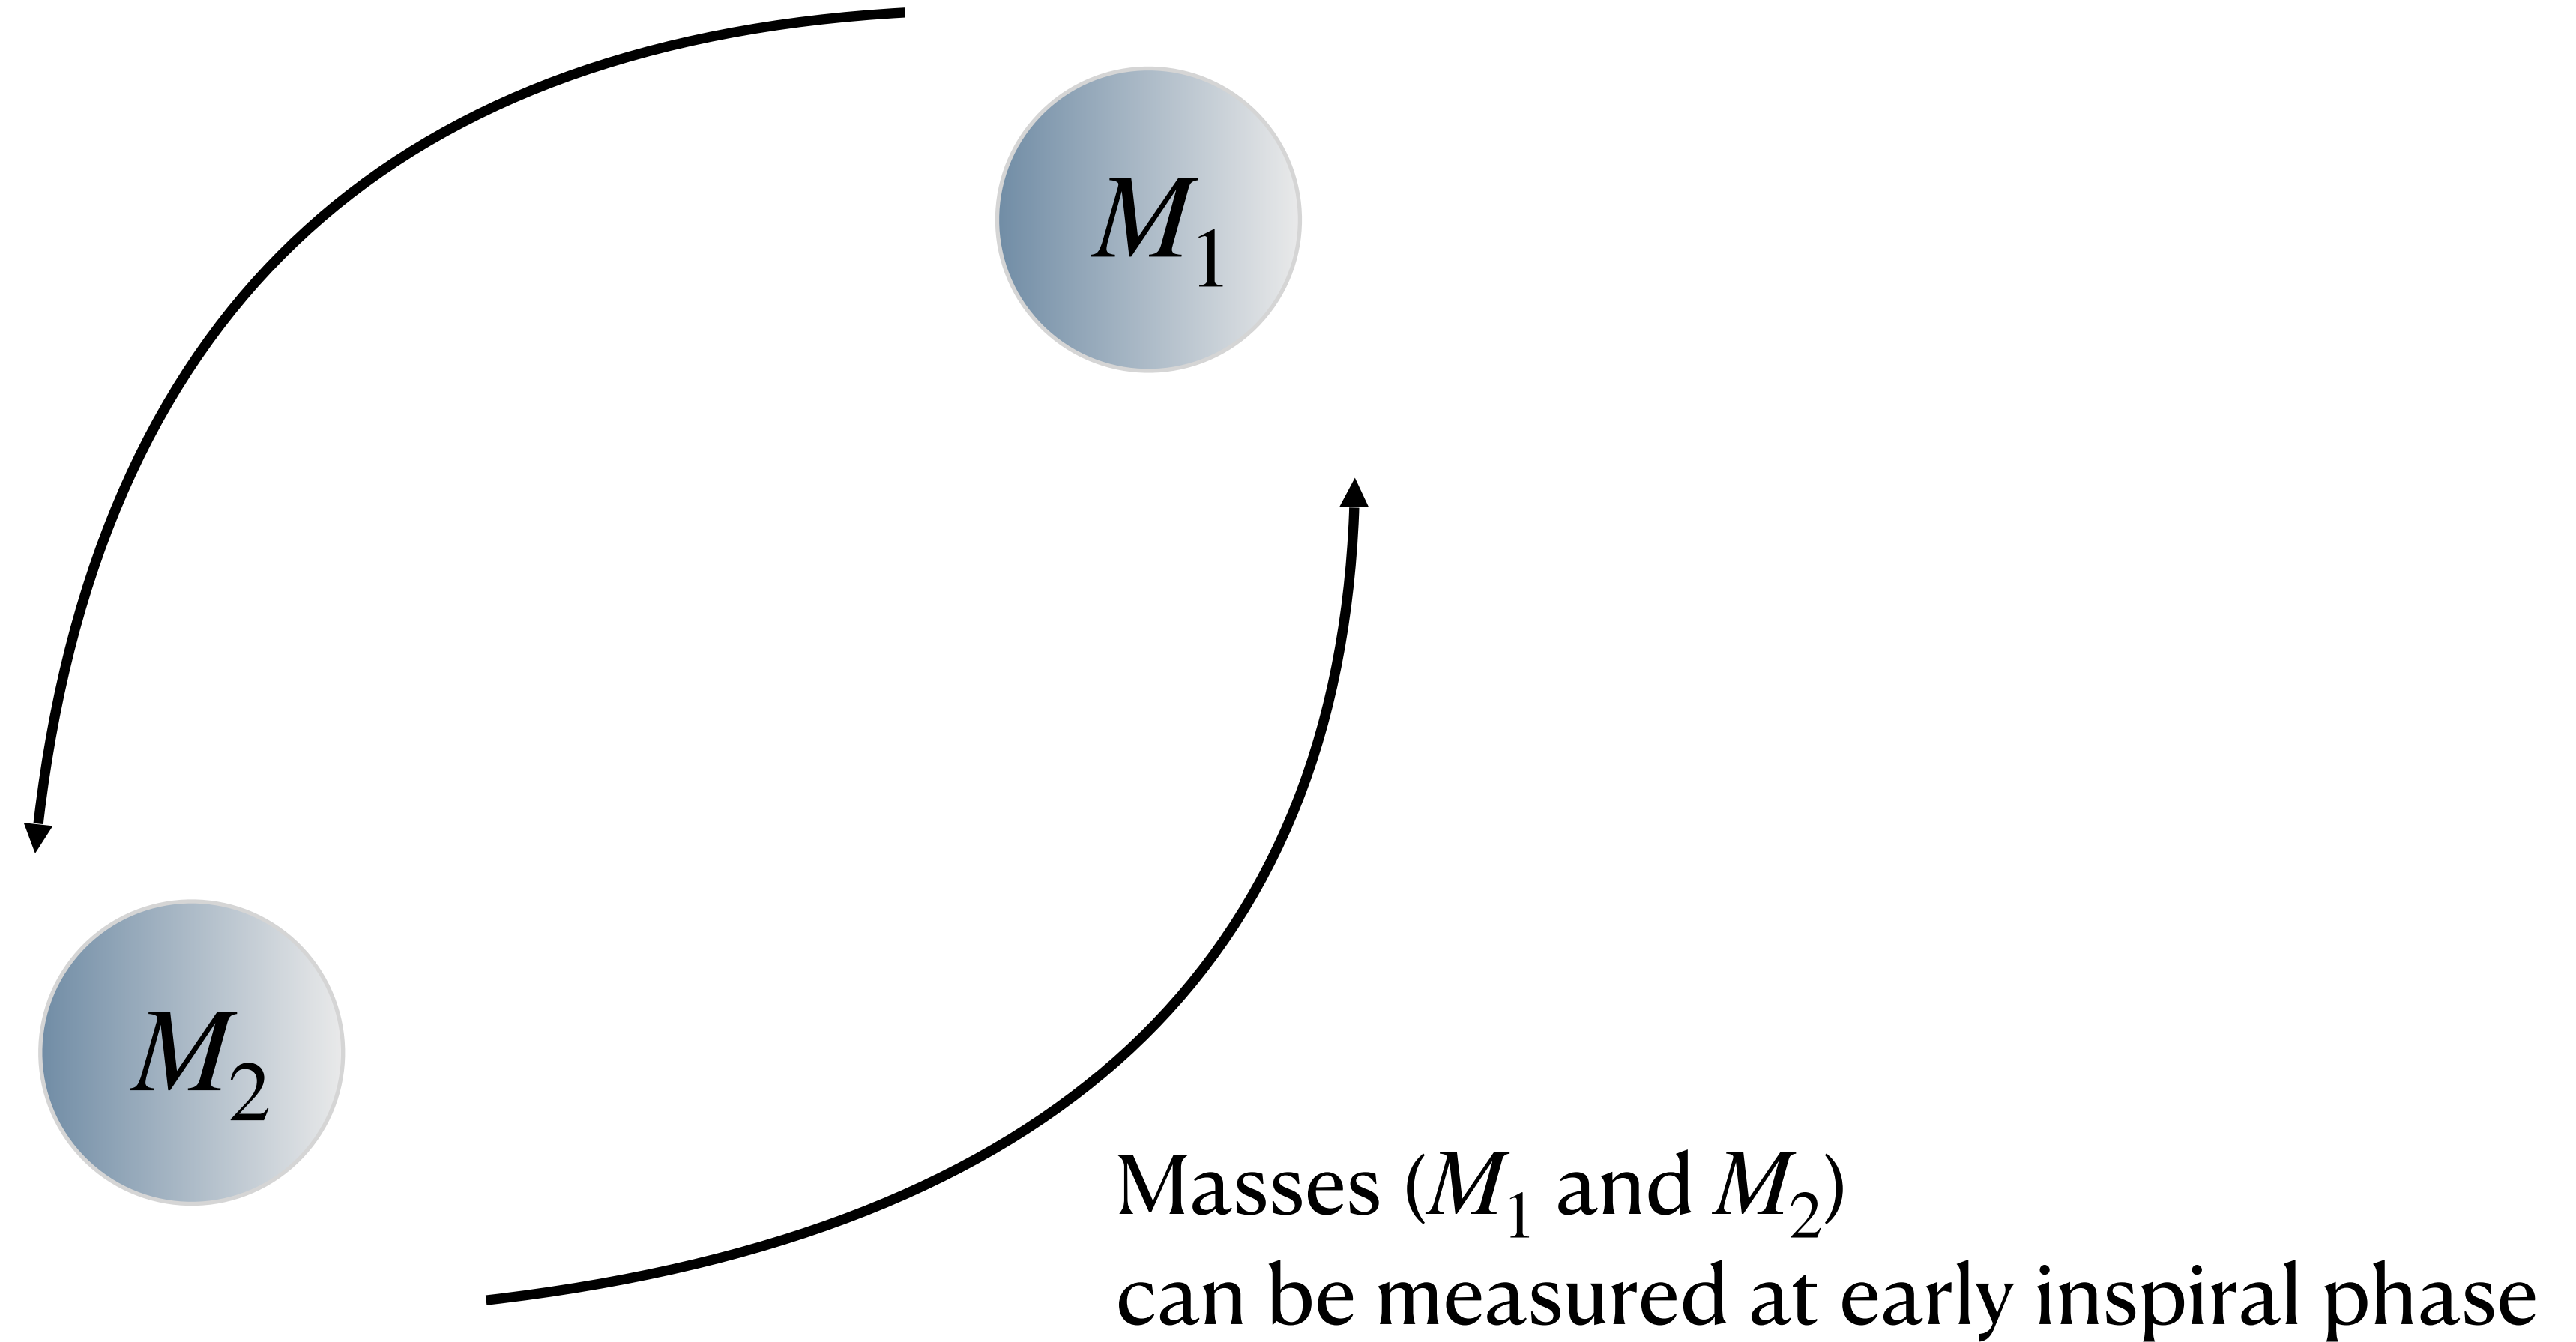 M₁
M₂
Masses (M₁ and M₂)
can be measured at early inspiral phase